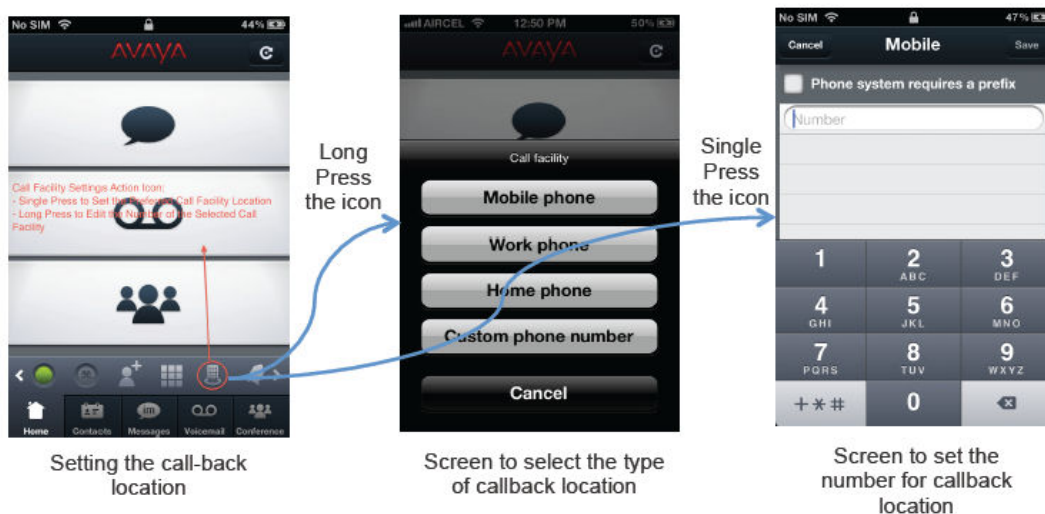 No SIM 44%
AVAYA
Call Facility Settings Action Icon:
- Single Press to Set the Preferred Call Facility Location
- Long Press to Edit the Number of the Selected Call
Facility
Home Contacts Messages Voicemail Conference
im
Setting the call-back
location
Long
Press
the icon
AIRCEL 12:50 PM 50%
AVAYA
Call facility
Mobile phone
Work phone
Home phone
Custom phone number
Cancel
Screen to select the type
of callback location
Single
Press
the icon
No SIM 47%
Cancel Mobile Save
Phone system requires a prefix
Number
1 2 3
ABC DEF
4 5 6
GHI JKL MNO
7 8 9
PQRS TUV WXYZ
+*# 0
Screen to set the
number for callback
location